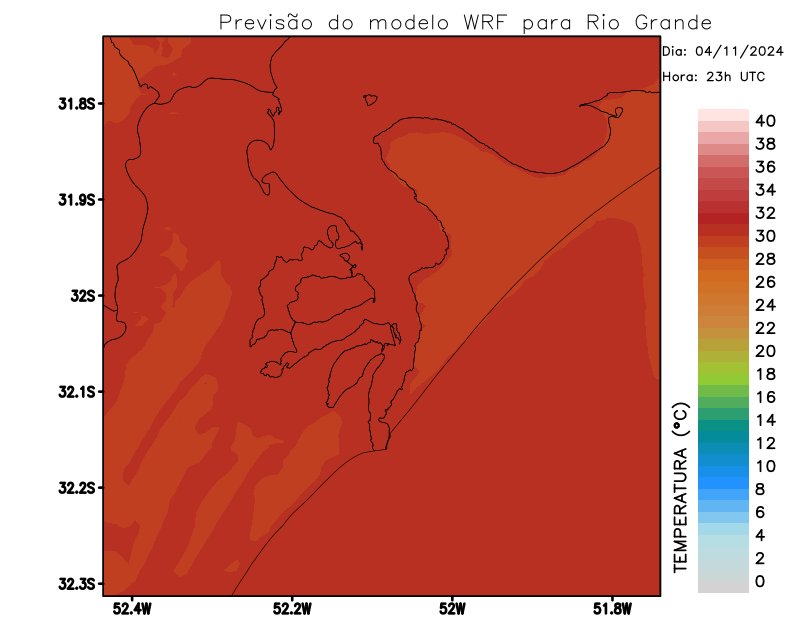 Previsão do modelo WRF para Rio Grande
Dia: 04/11/2024
Hora: 23h UTC
31.8S
31.9S
32S
32.1S
32.2S
32.3S
52.4W
52.2W
52W
51.8W
TEMPERATURA (°C)
40
38
36
34
32
30
28
26
24
22
20
18
16
14
12
10
8
6
4
2
0